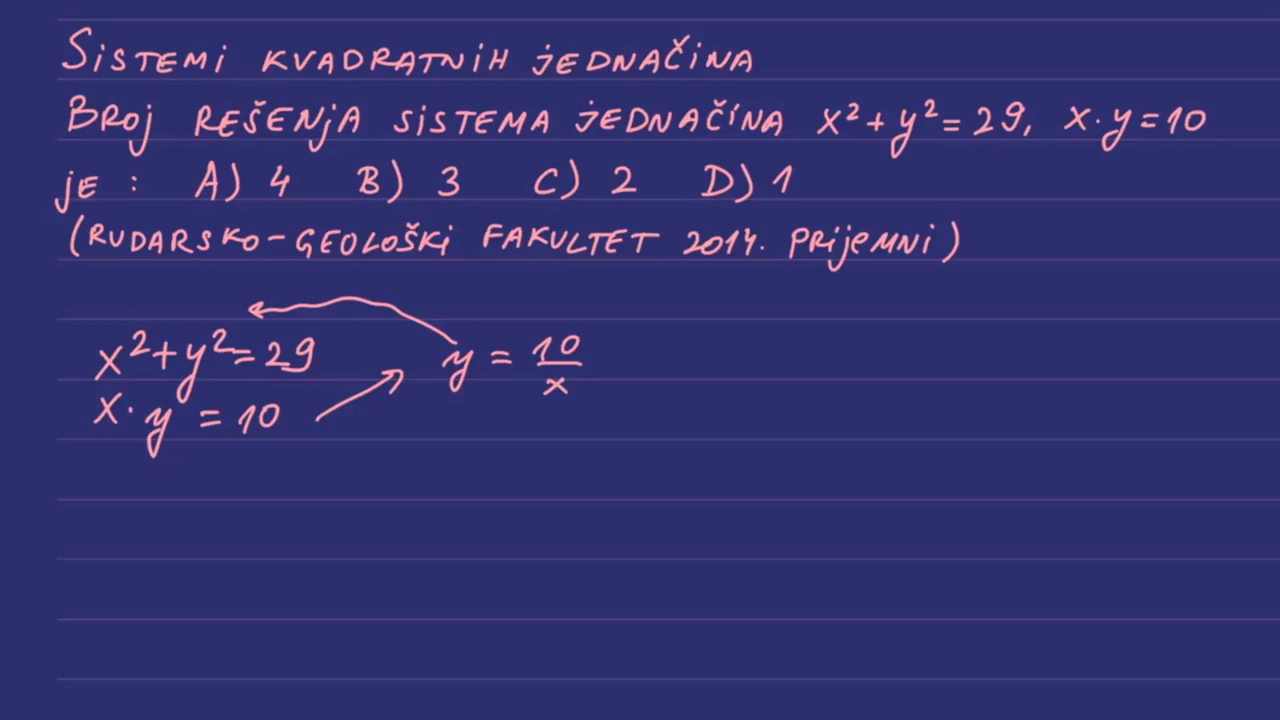 SISTEMI KVADRATNIH JEDNAČINA
BROJ REŠENJA SISTEMA JEDNAČINA x²+y²=29, x·y=10
JE : A) 4 B) 3 C) 2 D) 1
(RUDARSKO-GEOLOŠKI FAKULTET 2014. PRIJEMNI)
x²+y²=29 y = 10/x
x·y = 10